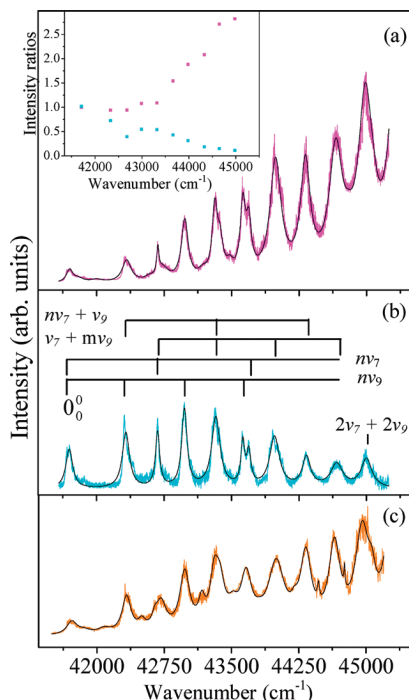 (a)
Intensity ratios
2.5
2.0
1.5
1.0
0.5
0.0
42000 43000 44000 45000
Wavenumber (cm⁻¹)
Intensity (arb. units)
(b)
nν₇ + ν₉
ν₇ + mν₉
nν₇
nν₉
0⁰₀
2ν₇ + 2ν₉
(c)
42000 42750 43500 44250 45000
Wavenumber (cm⁻¹)